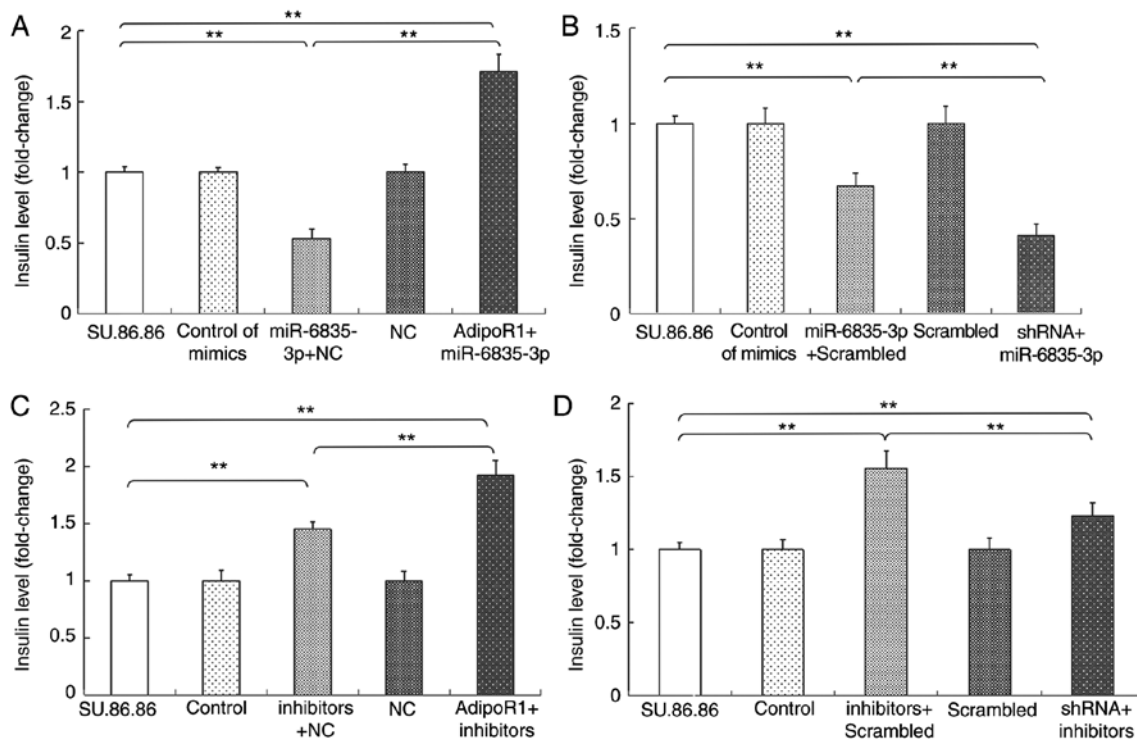 A
Insulin level (fold-change)
2
1.5
1
0.5
0
**
**
**
SU.86.86
Control of
mimics
miR-6835-
3p+NC
NC
AdipoR1+
miR-6835-3p
B
Insulin level (fold-change)
1.5
1
0.5
0
**
**
**
SU.86.86
Control
of mimics
miR-6835-3p
+Scrambled
Scrambled
shRNA+
miR-6835-3p
C
Insulin level (fold-change)
2.5
2
1.5
1
0.5
0
**
**
**
SU.86.86
Control
inhibitors
+NC
NC
AdipoR1+
inhibitors
D
Insulin level (fold-change)
2
1.5
1
0.5
0
**
**
**
SU.86.86
Control
inhibitors+
Scrambled
Scrambled
shRNA+
inhibitors